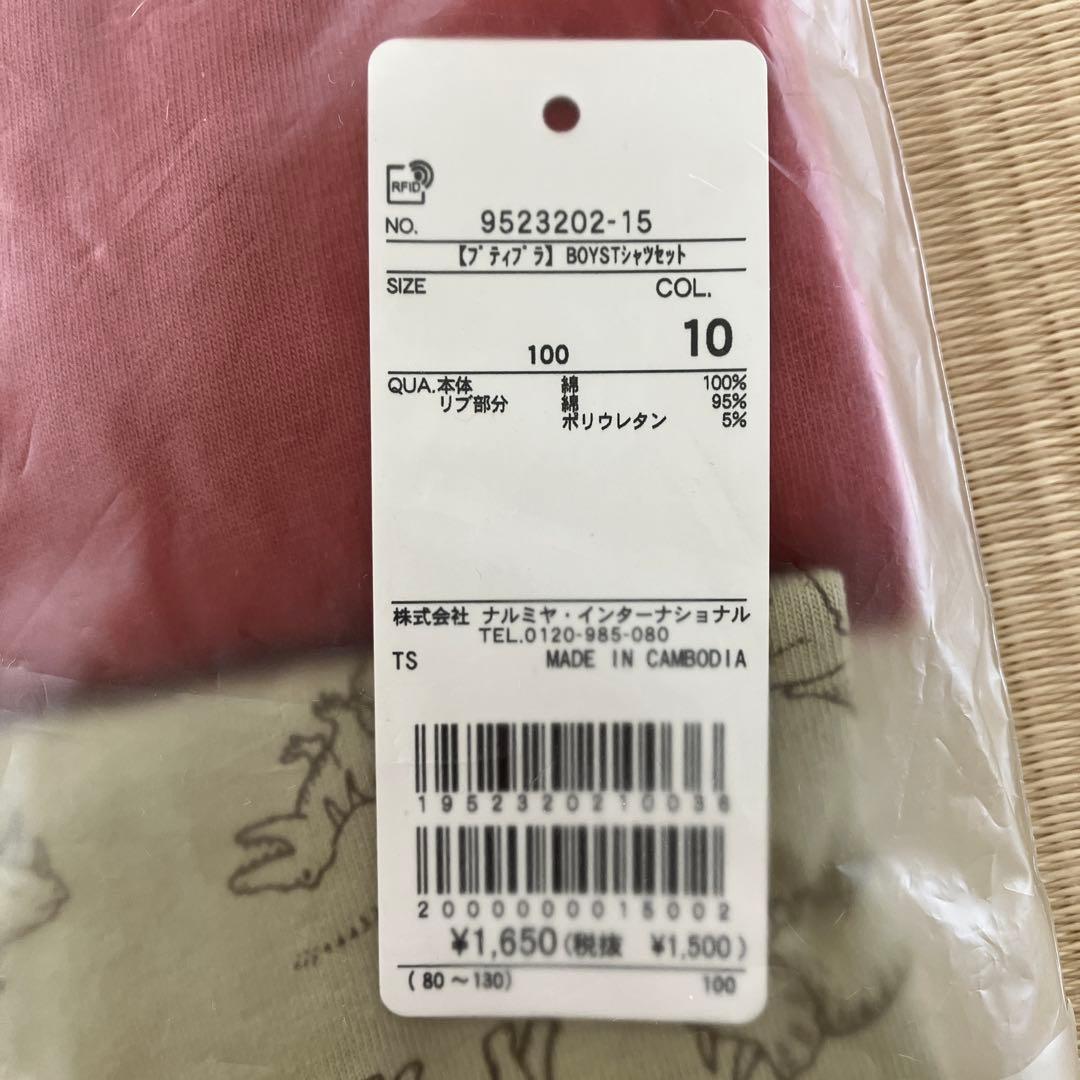 RFID
NO. 9523202-15
【プティプラ】BOYSTシャツセット
SIZE COL.
100 10
QUA.本体 綿 100%
リブ部分 綿 95%
ポリウレタン 5%
株式会社 ナルミヤ・インターナショナル
TEL.0120-985-080
TS MADE IN CAMBODIA
1952320210036
2000000015002
¥1,650(税抜 ¥1,500)
(80~130) 100